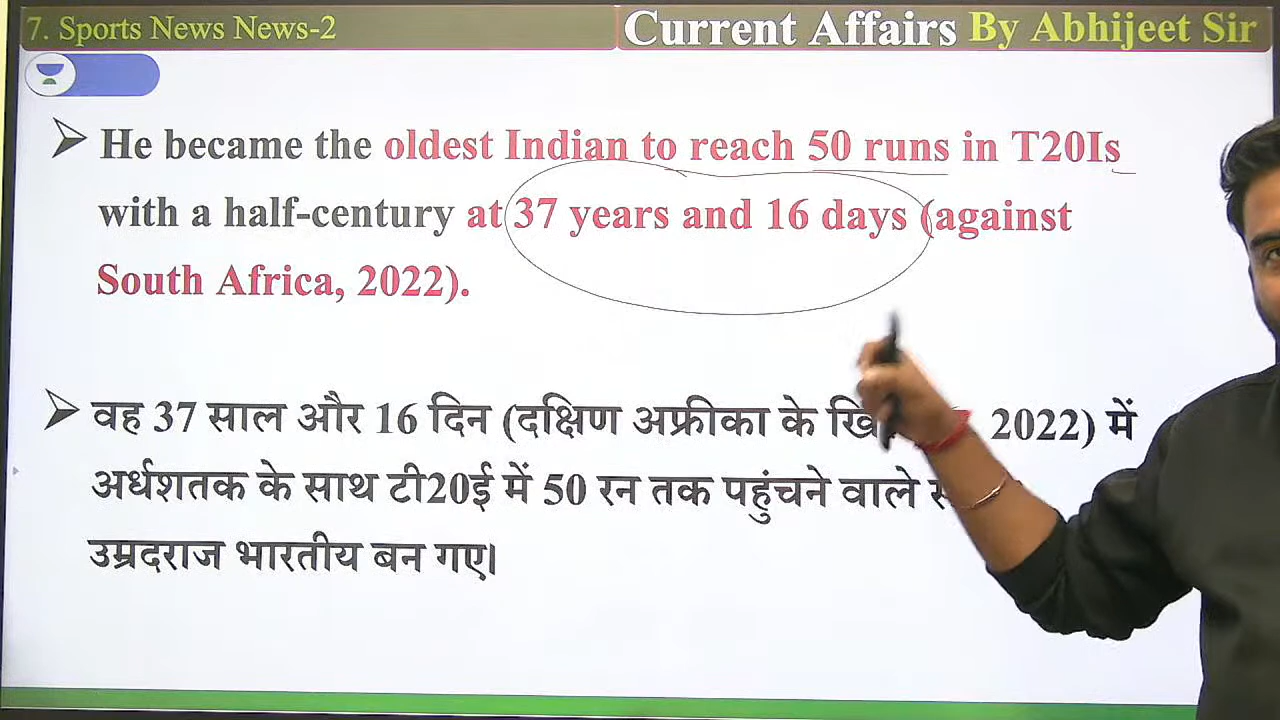 7. Sports News News-2
Current Affairs By Abhijeet Sir
He became the oldest Indian to reach 50 runs in T20Is
with a half-century at 37 years and 16 days (against
South Africa, 2022).
वह 37 साल और 16 दिन (दक्षिण अफ्रीका के 2022) में
अर्धशतक के साथ टी20ई में 50 रन तक पहुंचने वाले
उम्रदराज भारतीय बन गए।